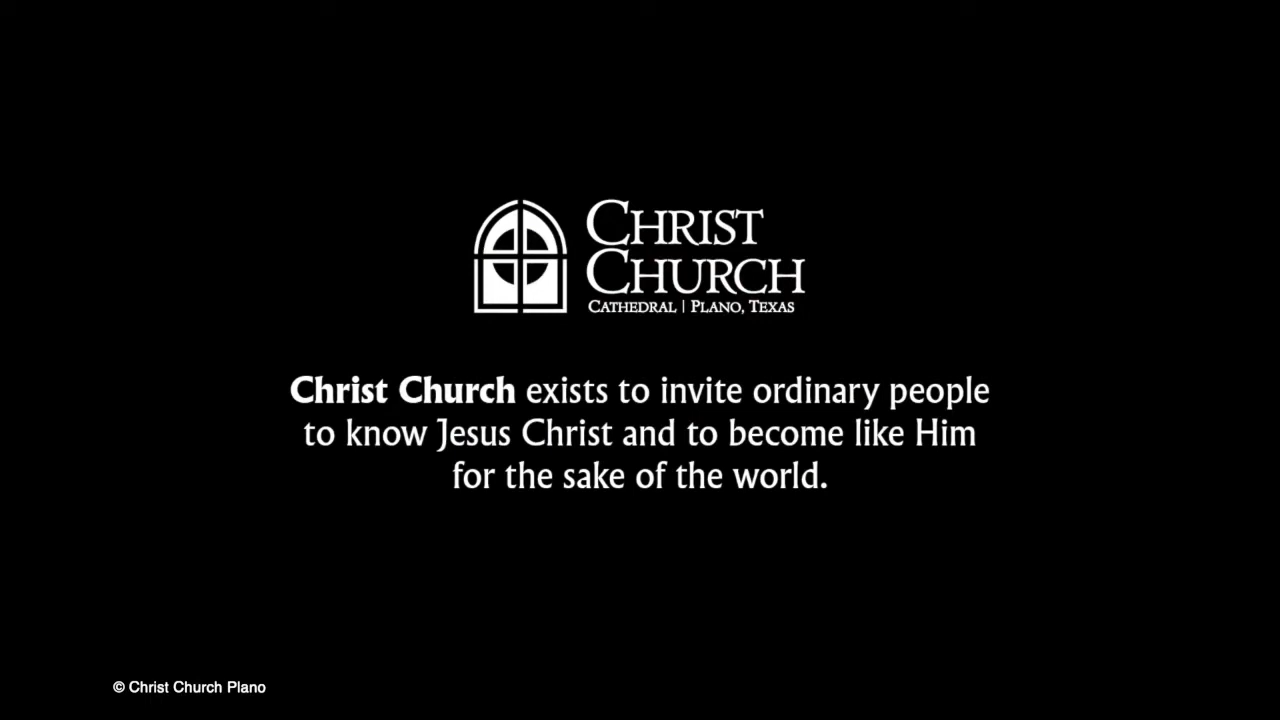 CHRIST
CHURCH
CATHEDRAL | PLANO, TEXAS
Christ Church exists to invite ordinary people
to know Jesus Christ and to become like Him
for the sake of the world.
© Christ Church Plano